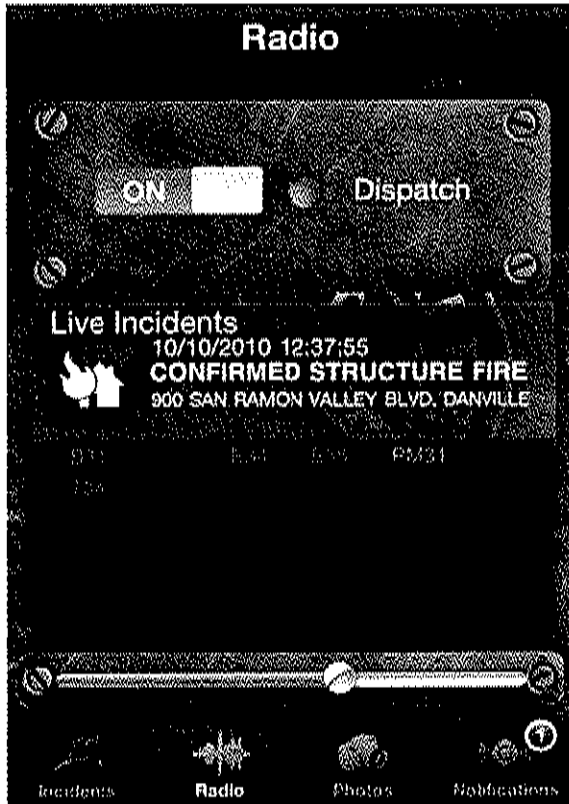 Radio
ON Dispatch
Live Incidents
10/10/2010 12:37:55
CONFIRMED STRUCTURE FIRE
900 SAN RAMON VALLEY BLVD, DANVILLE
PM31
Incidents Radio Photos Notifications